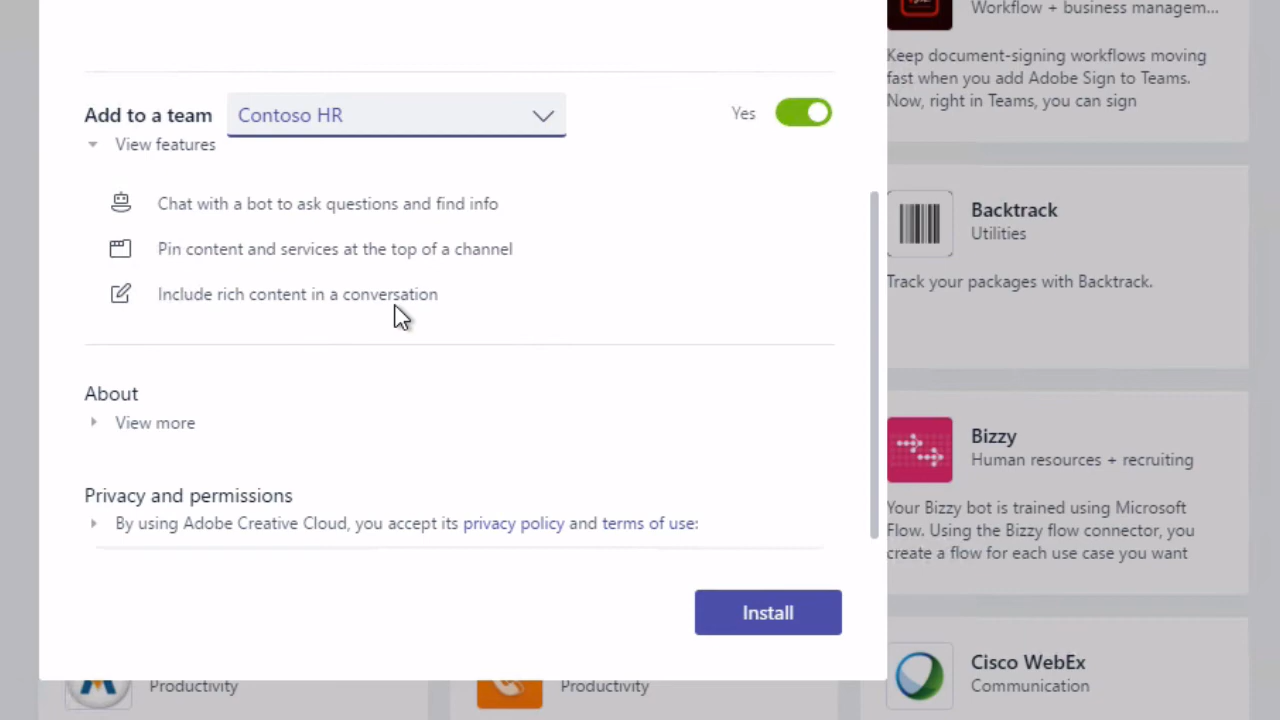 Workflow + business managem...
Keep document-signing workflows moving
fast when you add Adobe Sign to Teams.
Now, right in Teams, you can sign
Add to a team
Contoso HR
Yes
View features
Chat with a bot to ask questions and find info
Pin content and services at the top of a channel
Include rich content in a conversation
About
View more
Privacy and permissions
By using Adobe Creative Cloud, you accept its privacy policy and terms of use:
Install
Backtrack
Utilities
Track your packages with Backtrack.
Bizzy
Human resources + recruiting
Your Bizzy bot is trained using Microsoft
Flow. Using the Bizzy flow connector, you
create a flow for each use case you want
Cisco WebEx
Communication
Productivity
Productivity